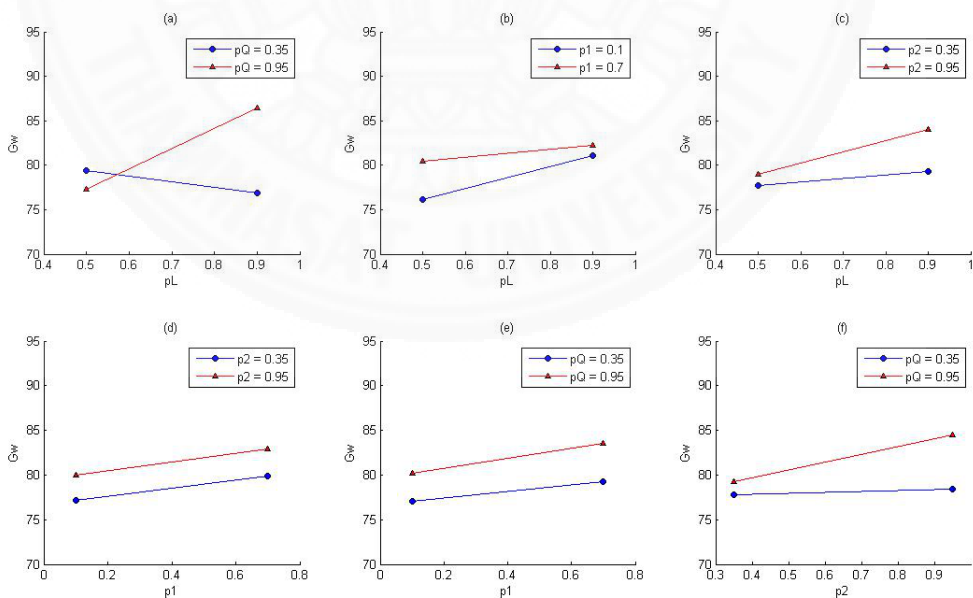 (a)
95
90
85
80
75
70
Gw
0.4 0.5 0.6 0.7 0.8 0.9 1
pL
pQ = 0.35
pQ = 0.95
(b)
95
90
85
80
75
70
Gw
0.4 0.5 0.6 0.7 0.8 0.9 1
pL
p1 = 0.1
p1 = 0.7
(c)
95
90
85
80
75
70
Gw
0.4 0.5 0.6 0.7 0.8 0.9 1
pL
p2 = 0.35
p2 = 0.95
(d)
95
90
85
80
75
70
Gw
0 0.2 0.4 0.6 0.8
p1
p2 = 0.35
p2 = 0.95
(e)
95
90
85
80
75
70
Gw
0 0.2 0.4 0.6 0.8
p1
pQ = 0.35
pQ = 0.95
(f)
95
90
85
80
75
70
Gw
0.3 0.4 0.5 0.6 0.7 0.8 0.9
p2
pQ = 0.35
pQ = 0.95
UNIVERSITY